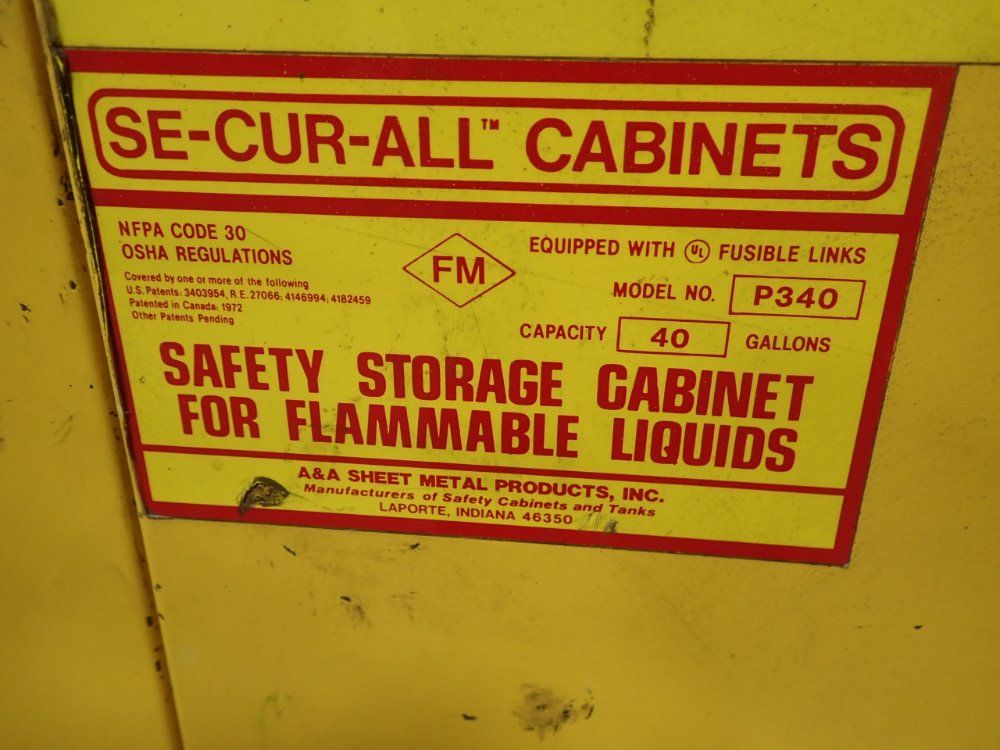 SE-CUR-ALL™ CABINETS
NFPA CODE 30
OSHA REGULATIONS
Covered by one or more of the following
U.S. Patents: 3403954, R.E. 27066, 4146994, 4182459
Patented in Canada: 1972
Other Patents Pending
FM
EQUIPPED WITH UL FUSIBLE LINKS
MODEL NO. P340
CAPACITY 40 GALLONS
SAFETY STORAGE CABINET
FOR FLAMMABLE LIQUIDS
A&A SHEET METAL PRODUCTS, INC.
Manufacturers of Safety Cabinets and Tanks
LAPORTE, INDIANA 46350